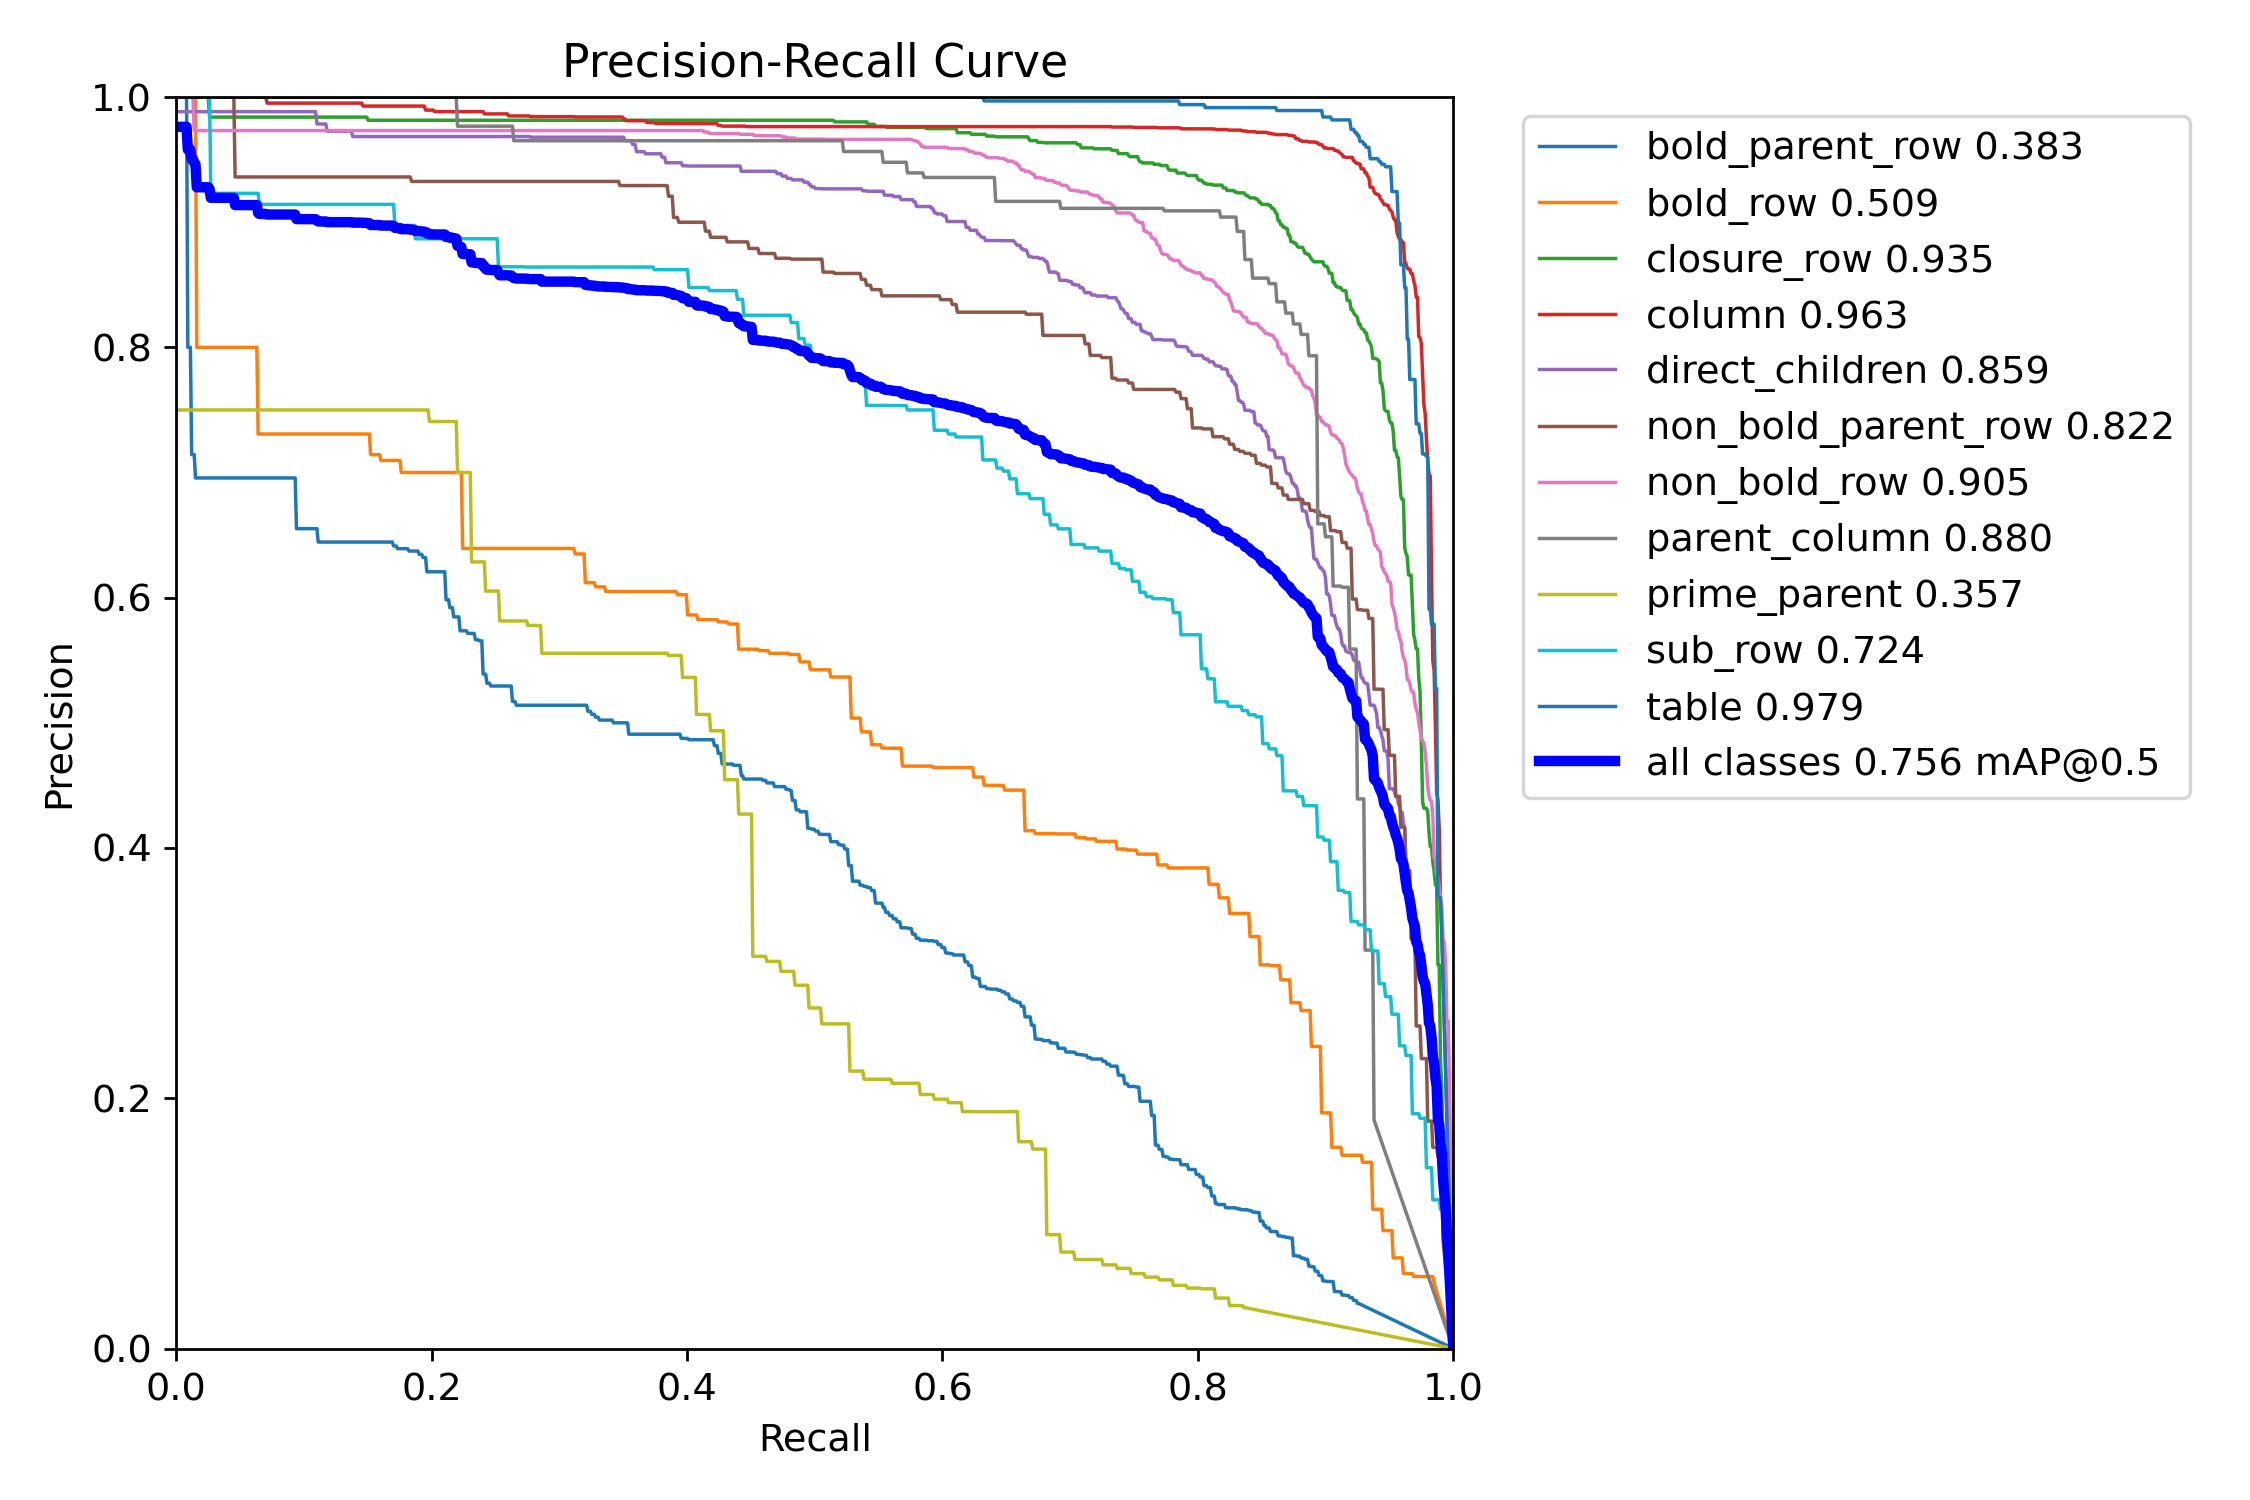 Precision-Recall Curve
1.0
0.8
0.6
0.4
0.2
0.0
Precision
0.0 0.2 0.4 0.6 0.8 1.0
Recall
bold_parent_row 0.383
bold_row 0.509
closure_row 0.935
column 0.963
direct_children 0.859
non_bold_parent_row 0.822
non_bold_row 0.905
parent_column 0.880
prime_parent 0.357
sub_row 0.724
table 0.979
all classes 0.756 mAP@0.5